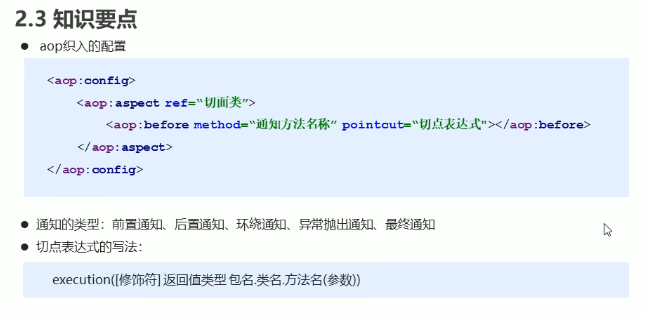 2.3 知识要点
● aop织入的配置
<aop:config>
<aop:aspect ref=“切面类”>
<aop:before method=“通知方法名称” pointcut=“切点表达式"></aop:before>
</aop:aspect>
</aop:config>
● 通知的类型：前置通知、后置通知、环绕通知、异常抛出通知、最终通知
● 切点表达式的写法：
execution([修饰符] 返回值类型 包名.类名.方法名(参数))